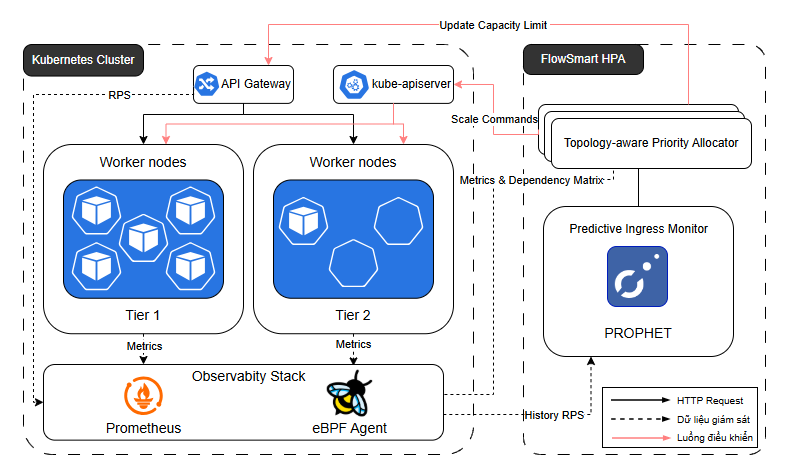 Update Capacity Limit
Kubernetes Cluster
FlowSmart HPA
API Gateway
kube-apiserver
RPS
Scale Commands
Topology-aware Priority Allocator
Worker nodes
Worker nodes
Metrics & Dependency Matrix
Predictive Ingress Monitor
Tier 1
Tier 2
PROPHET
Metrics
Metrics
Observabity Stack
Prometheus
eBPF Agent
History RPS
HTTP Request
Dữ liệu giám sát
Luồng điều khiển